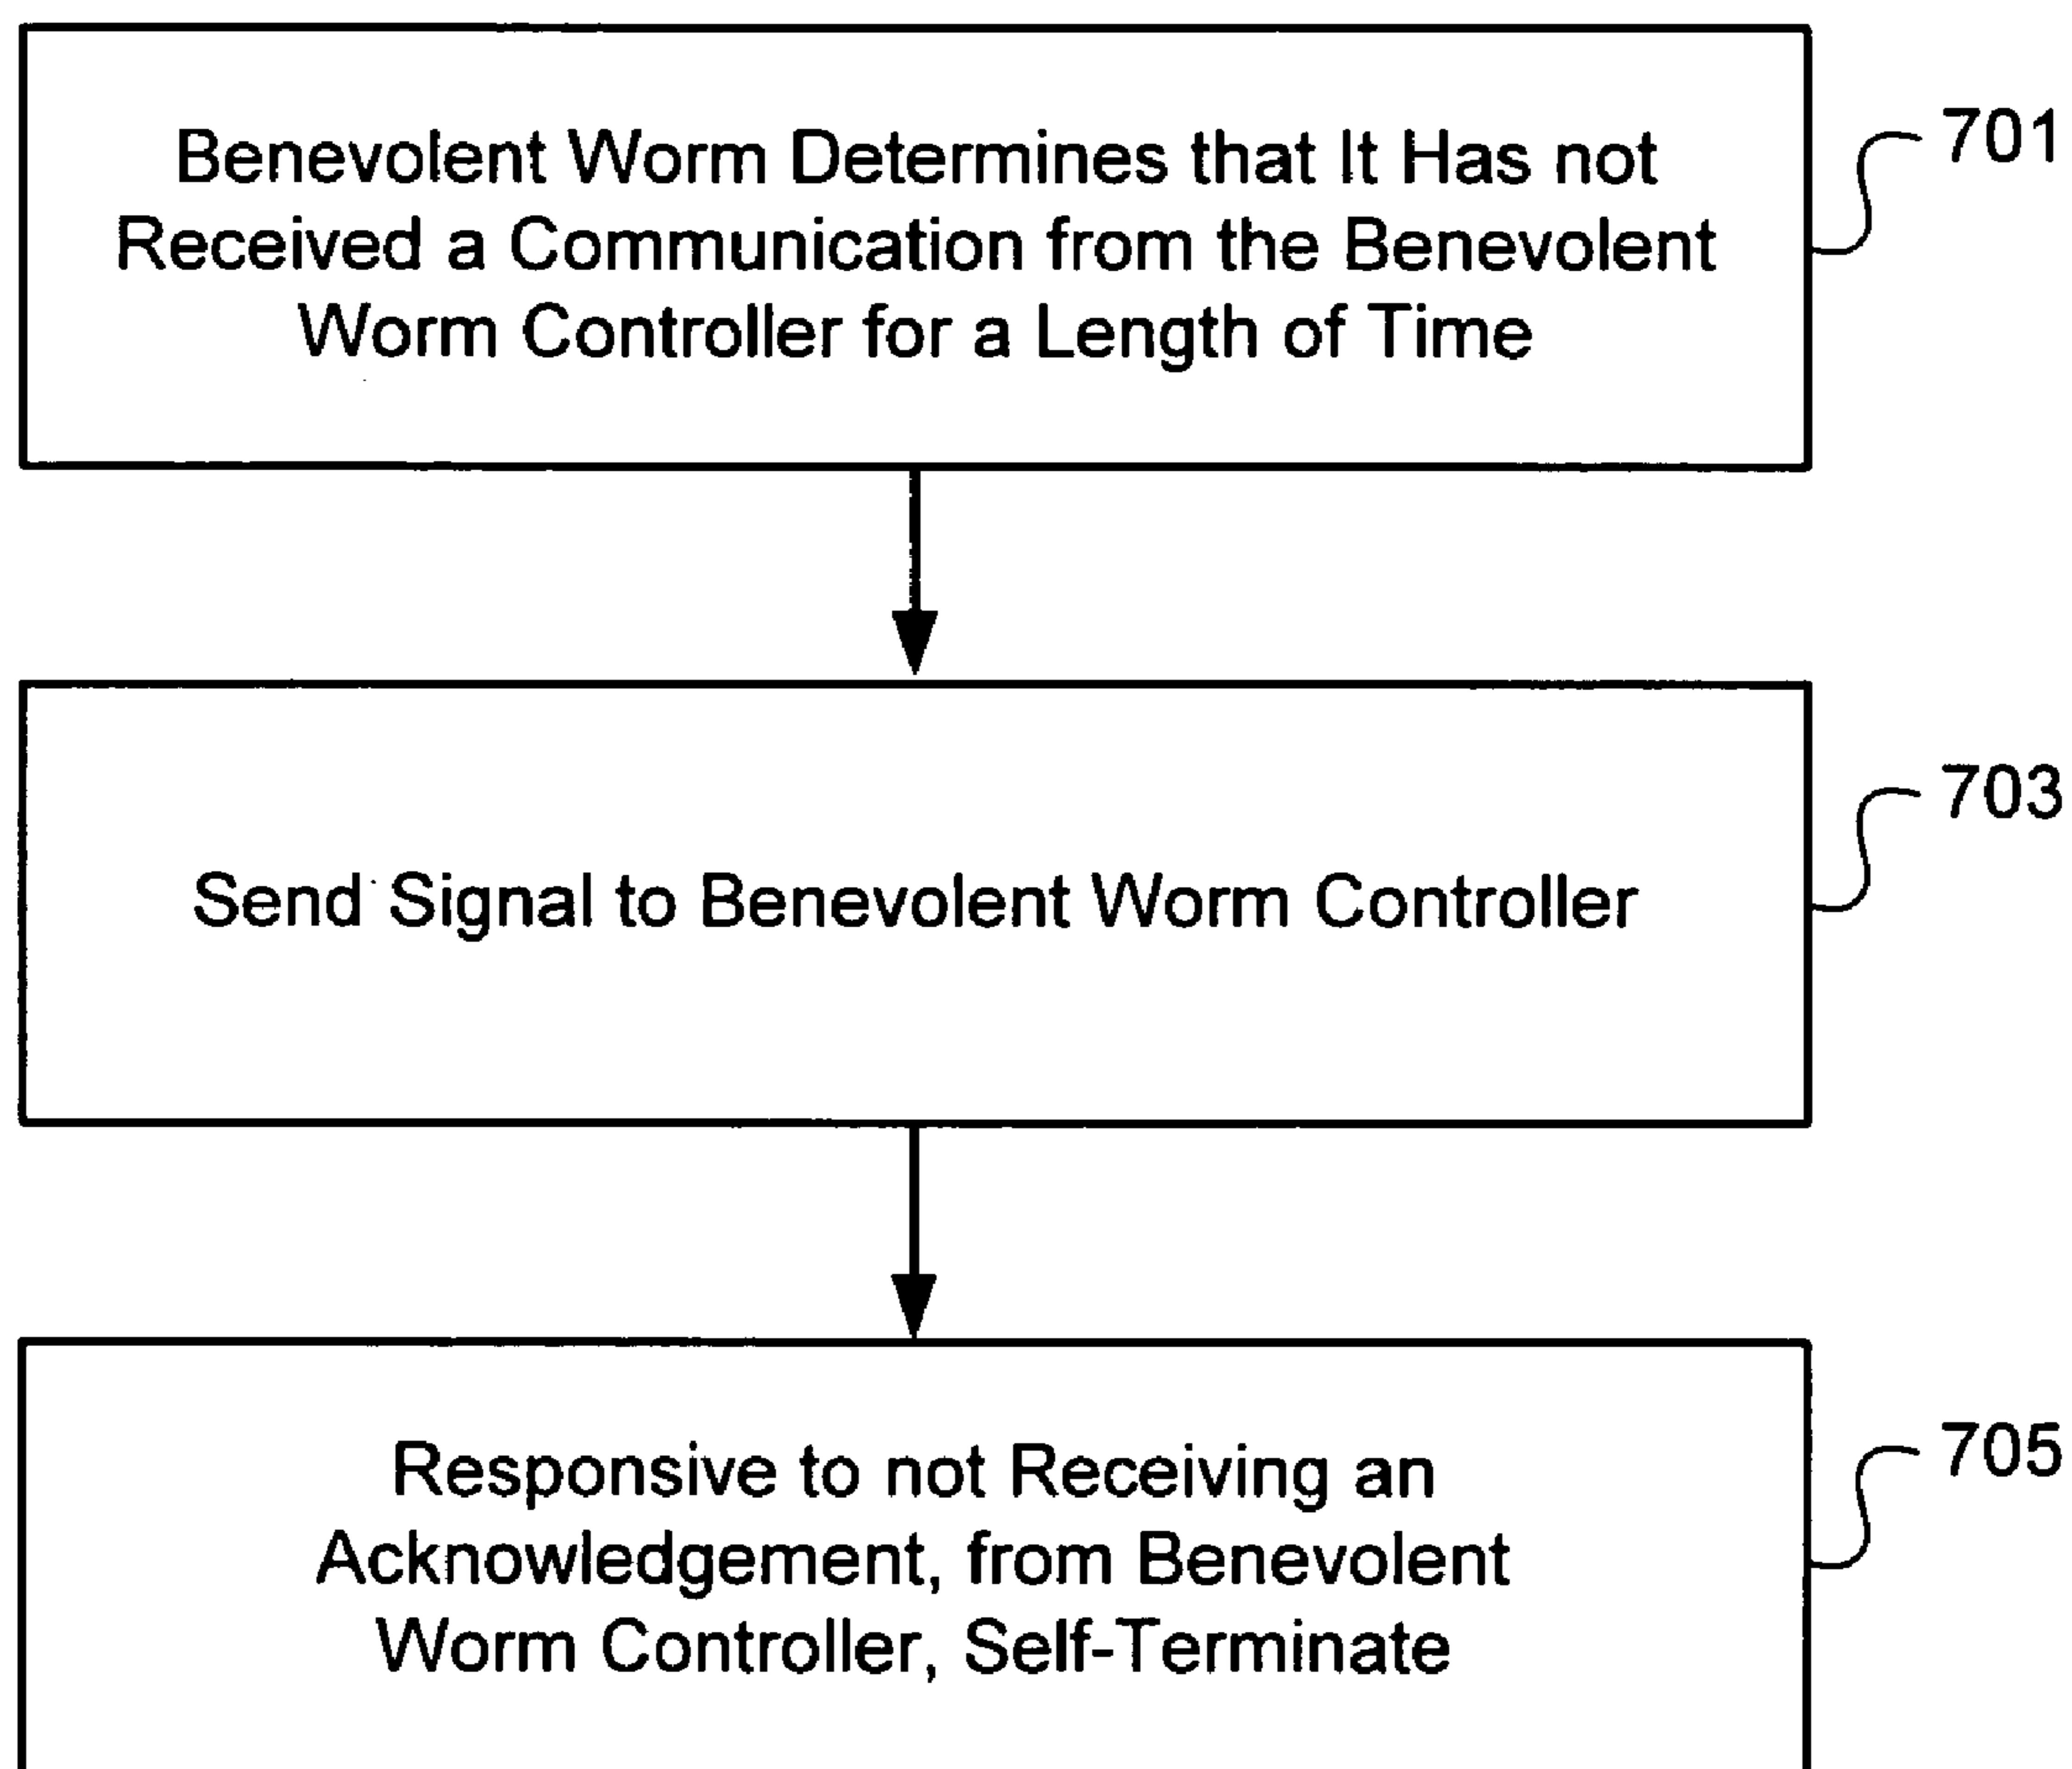 Benevolent Worm Determines that It Has not
Received a Communication from the Benevolent
Worm Controller for a Length of Time
701
Send Signal to Benevolent Worm Controller
703
Responsive to not Receiving an
Acknowledgement, from Benevolent
Worm Controller, Self-Terminate
705